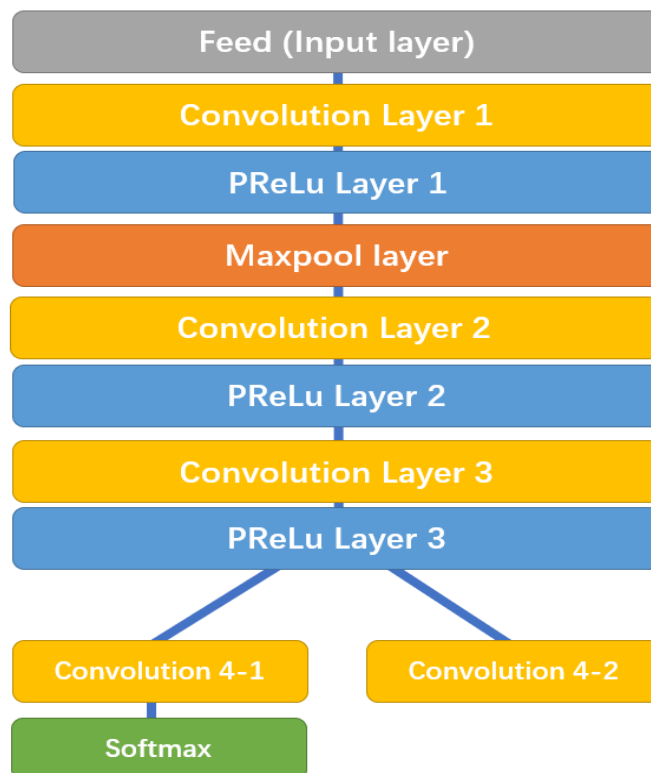 Feed (Input layer)
Convolution Layer 1
PReLu Layer 1
Maxpool layer
Convolution Layer 2
PReLu Layer 2
Convolution Layer 3
PReLu Layer 3
Convolution 4-1
Convolution 4-2
Softmax